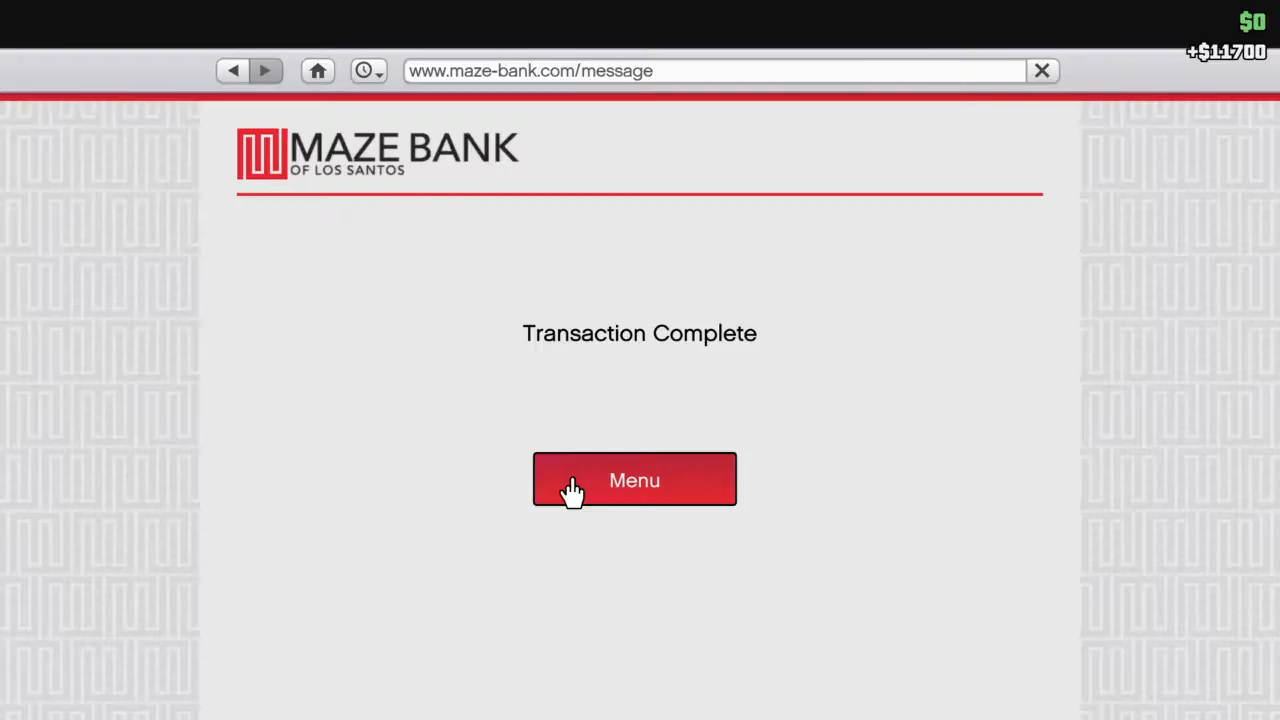 $0
+$11700
www.maze-bank.com/message
MAZE BANK
OF LOS SANTOS
Transaction Complete
Menu